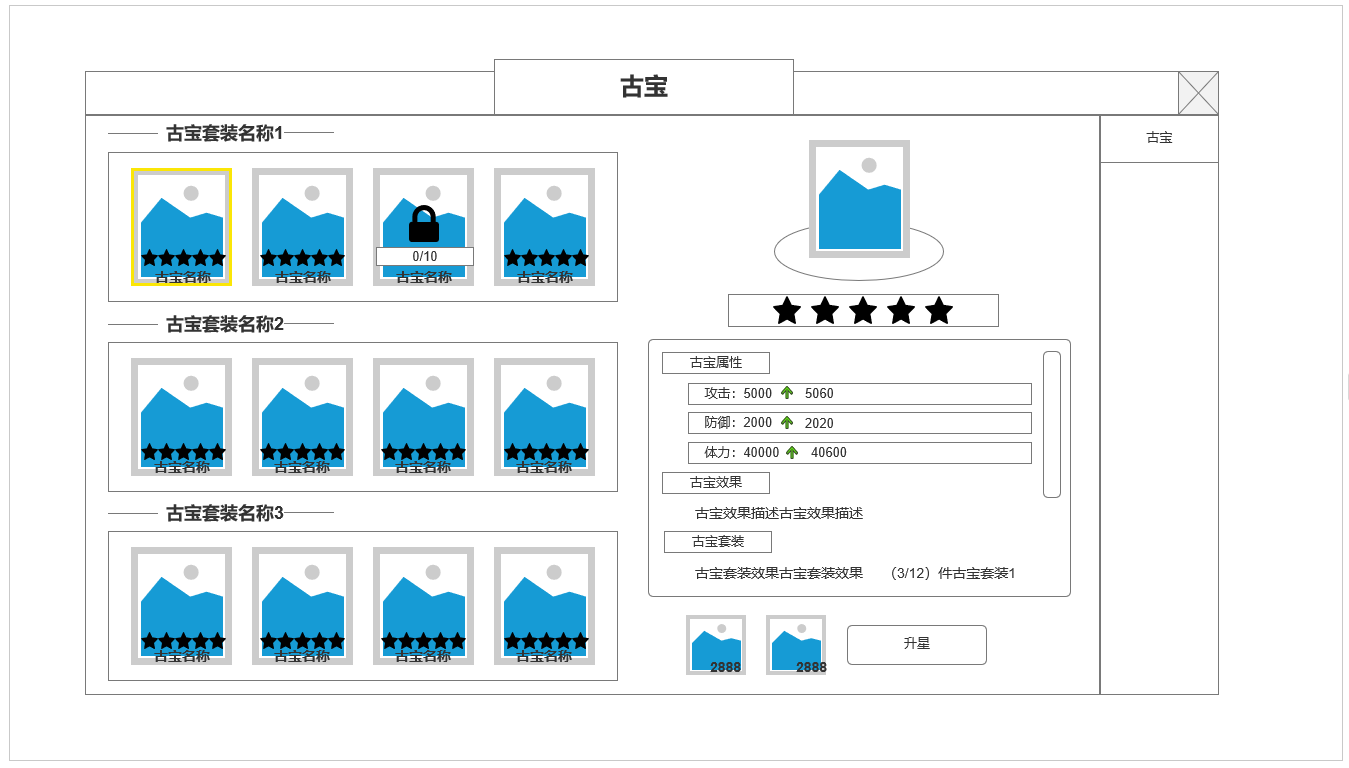 古宝
古宝
古宝套装名称1
0/10
古宝名称 古宝名称 古宝名称 古宝名称
古宝套装名称2
古宝名称 古宝名称 古宝名称 古宝名称
古宝套装名称3
古宝名称 古宝名称 古宝名称 古宝名称
古宝属性
攻击：5000 5060
防御：2000 2020
体力：40000 40600
古宝效果
古宝效果描述古宝效果描述
古宝套装
古宝套装效果古宝套装效果 （3/12）件古宝套装1
2888 2888 升星